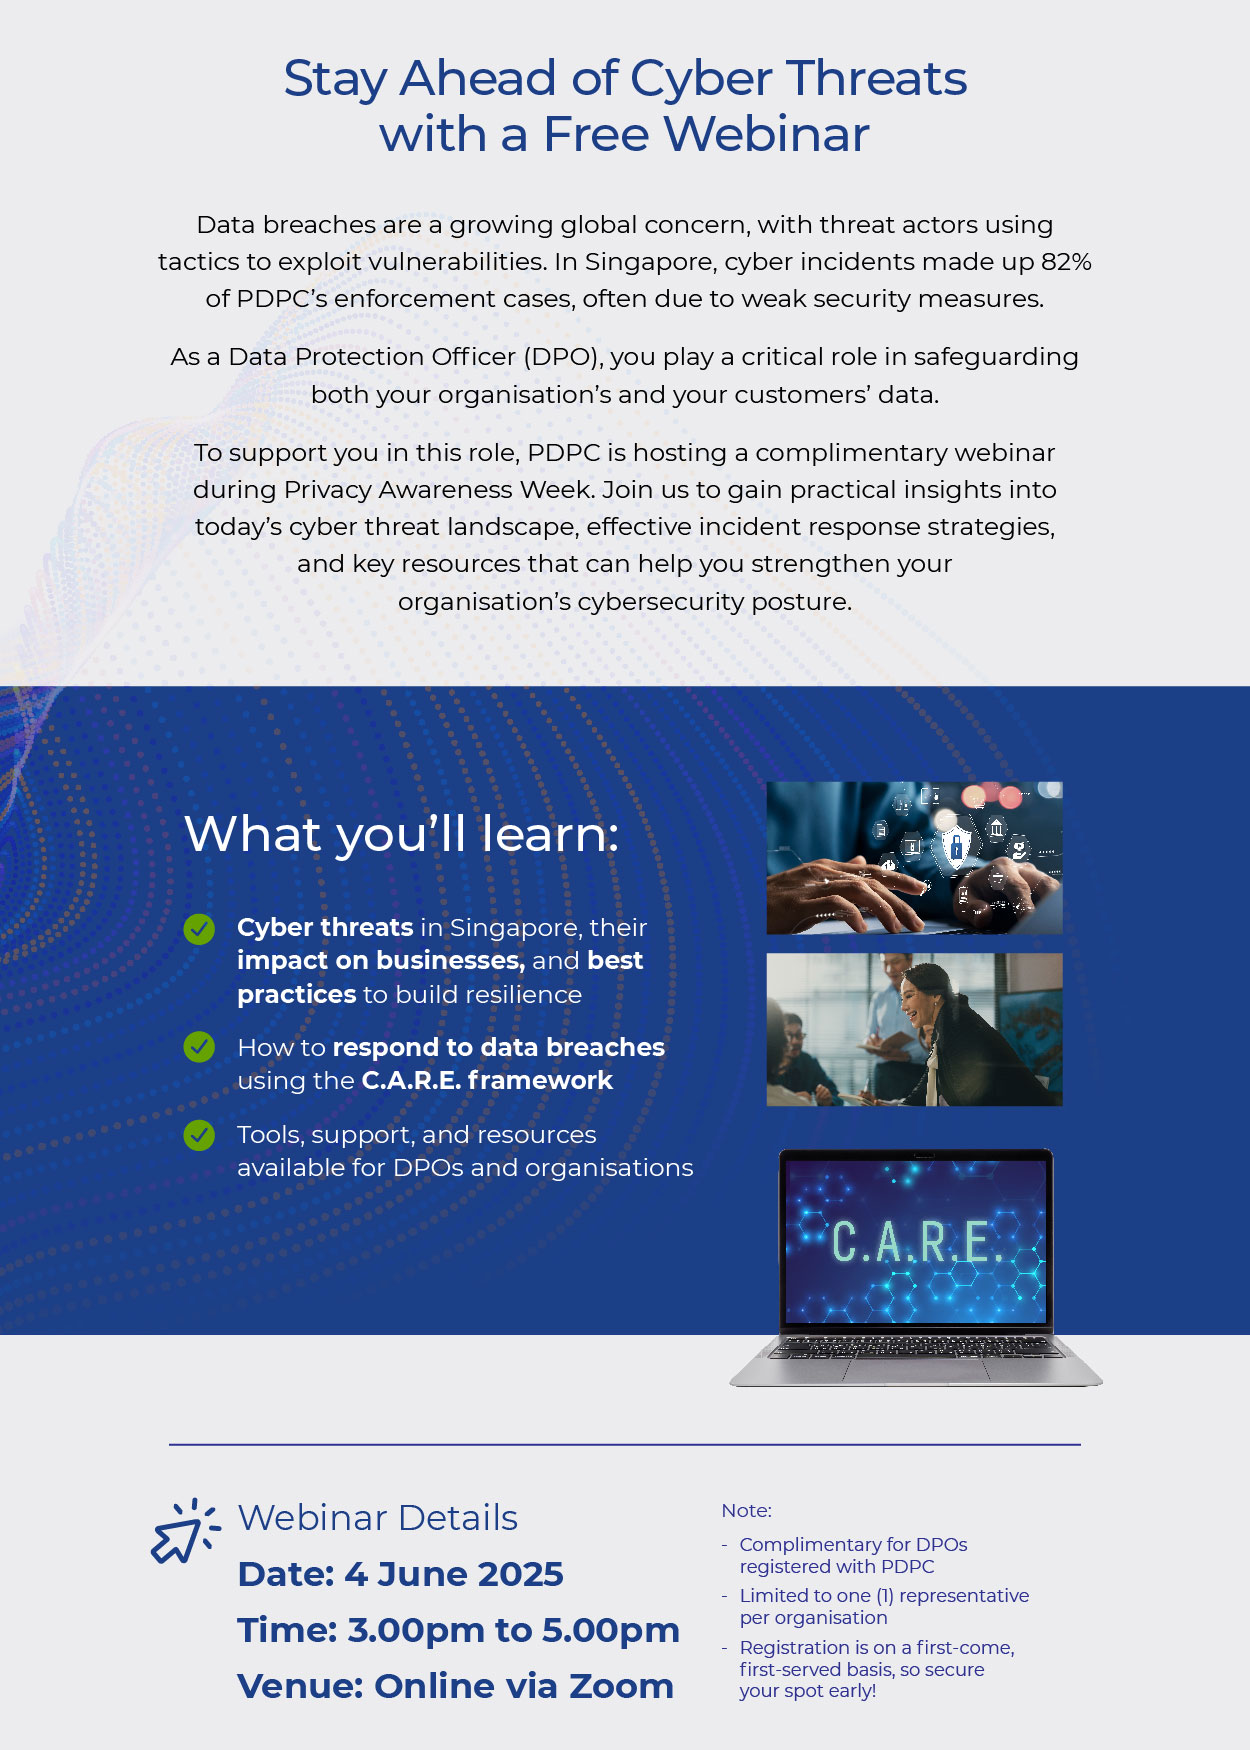 Stay Ahead of Cyber Threats
with a Free Webinar
Data breaches are a growing global concern, with threat actors using
tactics to exploit vulnerabilities. In Singapore, cyber incidents made up 82%
of PDPC’s enforcement cases, often due to weak security measures.
As a Data Protection Officer (DPO), you play a critical role in safeguarding
both your organisation’s and your customers’ data.
To support you in this role, PDPC is hosting a complimentary webinar
during Privacy Awareness Week. Join us to gain practical insights into
today’s cyber threat landscape, effective incident response strategies,
and key resources that can help you strengthen your
organisation’s cybersecurity posture.
What you’ll learn:
Cyber threats in Singapore, their
impact on businesses, and best
practices to build resilience
How to respond to data breaches
using the C.A.R.E. framework
Tools, support, and resources
available for DPOs and organisations
C.A.R.E.
Webinar Details
Date: 4 June 2025
Time: 3.00pm to 5.00pm
Venue: Online via Zoom
Note:
- Complimentary for DPOs
registered with PDPC
- Limited to one (1) representative
per organisation
- Registration is on a first-come,
first-served basis, so secure
your spot early!